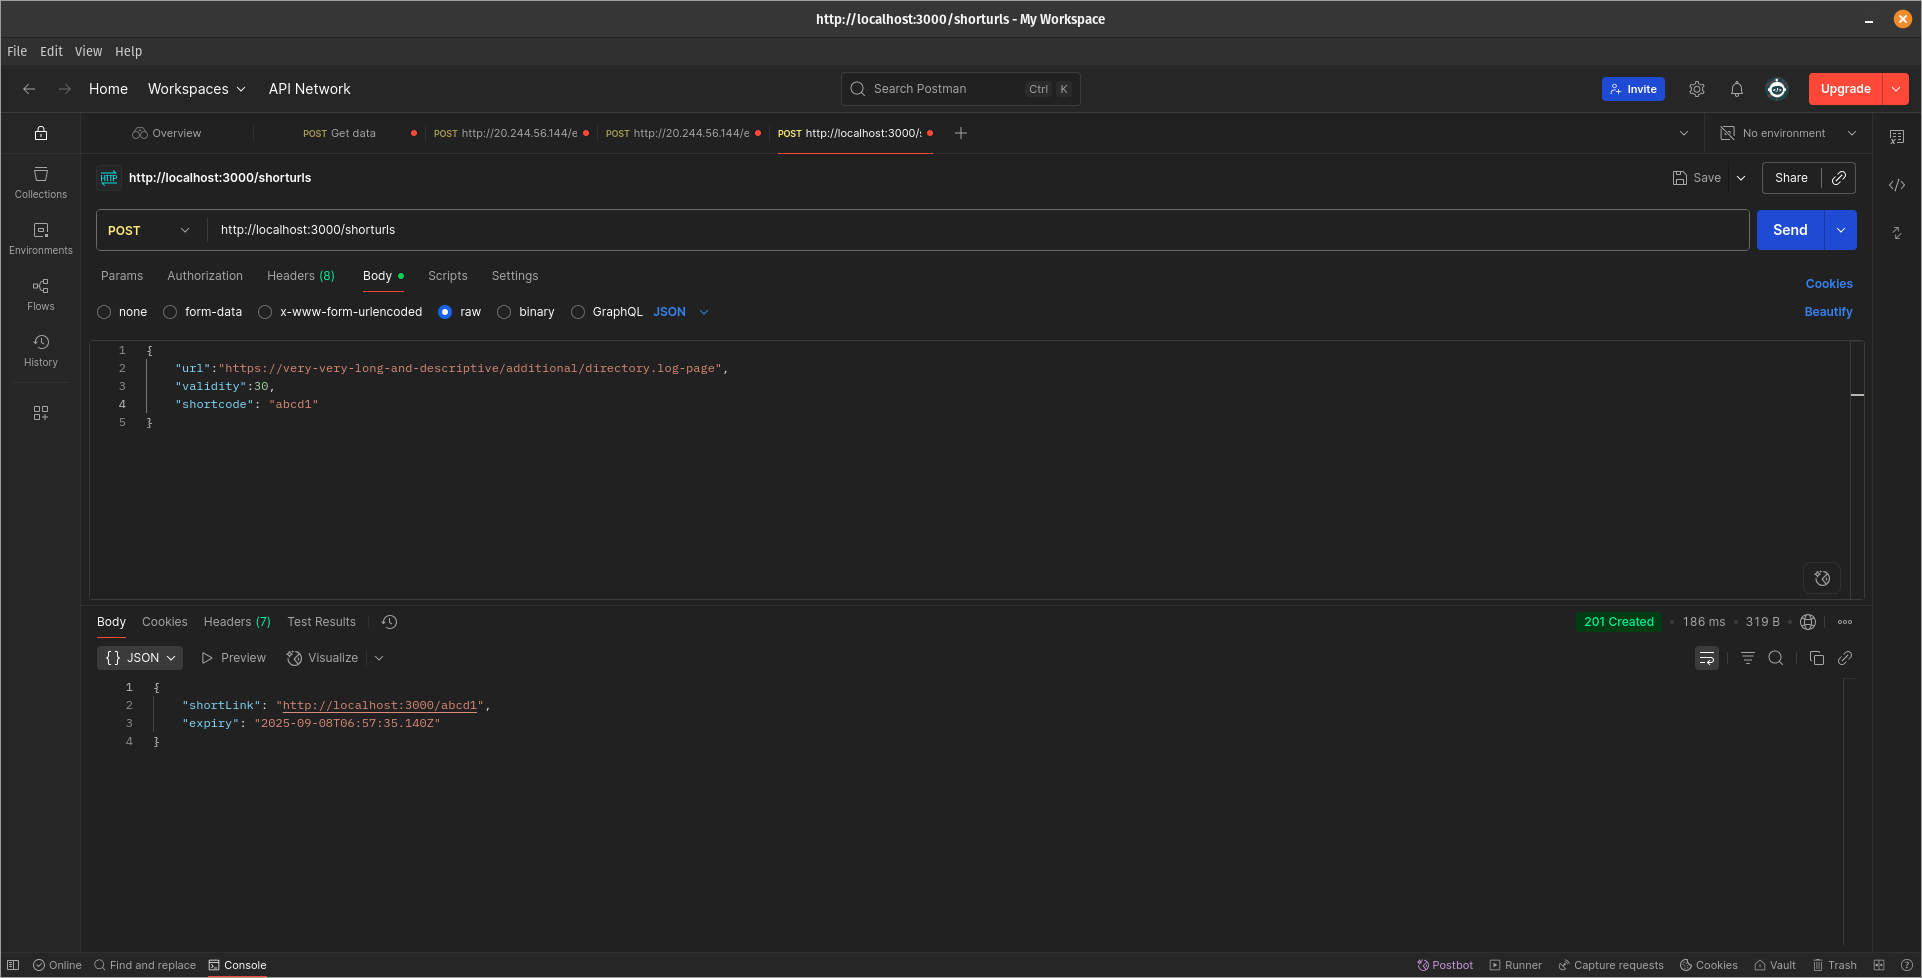 http://localhost:3000/shorturls - My Workspace
File Edit View Help
Home Workspaces API Network Search Postman Ctrl K Invite Upgrade
Overview POST Get data POST http://20.244.56.144/e POST http://20.244.56.144/e POST http://localhost:3000/s No environment
HTTP http://localhost:3000/shorturls Save Share
Collections
Environments
Flows
History
POST http://localhost:3000/shorturls Send
Params Authorization Headers (8) Body Scripts Settings Cookies
none form-data x-www-form-urlencoded raw binary GraphQL JSON Beautify
1 {
2 "url":"https://very-very-long-and-descriptive/additional/directory.log-page",
3 "validity":30,
4 "shortcode": "abcd1"
5 }
Body Cookies Headers (7) Test Results 201 Created 186 ms 319 B
{} JSON Preview Visualize
1 {
2 "shortLink": "http://localhost:3000/abcd1",
3 "expiry": "2025-09-08T06:57:35.140Z"
4 }
Online Find and replace Console Postbot Runner Capture requests Cookies Vault Trash